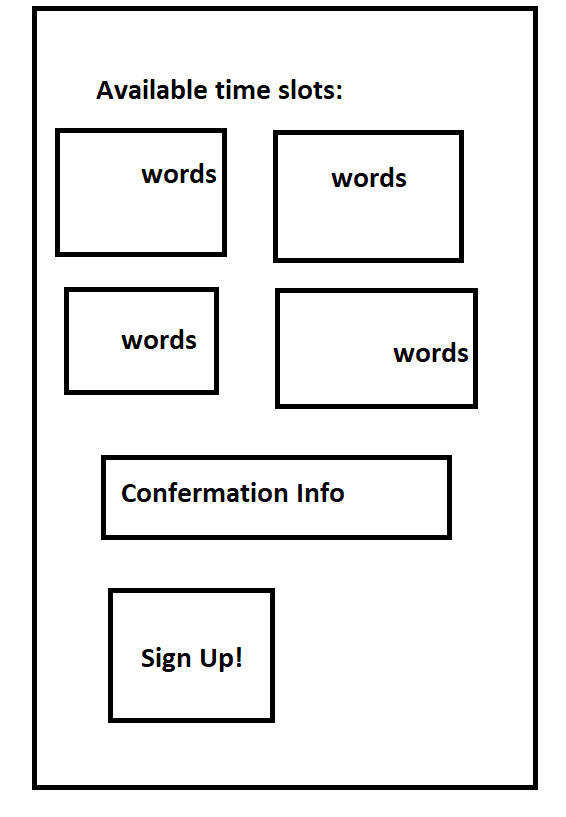 Available time slots:
words
words
words
words
Confermation Info
Sign Up!